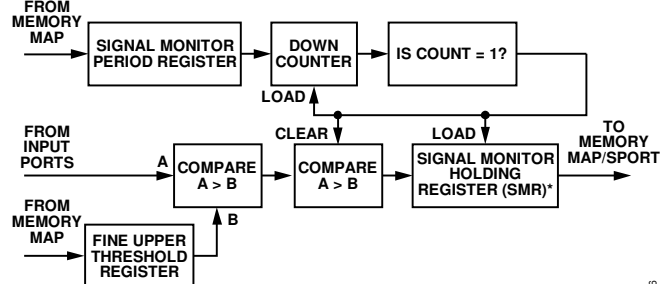 FROM
MEMORY
MAP
SIGNAL MONITOR
PERIOD REGISTER
DOWN
COUNTER
IS COUNT = 1?
LOAD
FROM
INPUT
PORTS
A
COMPARE
A > B
CLEAR
COMPARE
A > B
LOAD
SIGNAL MONITOR
HOLDING
REGISTER (SMR)*
TO
MEMORY
MAP/SPORT
FROM
MEMORY
MAP
B
FINE UPPER
THRESHOLD
REGISTER